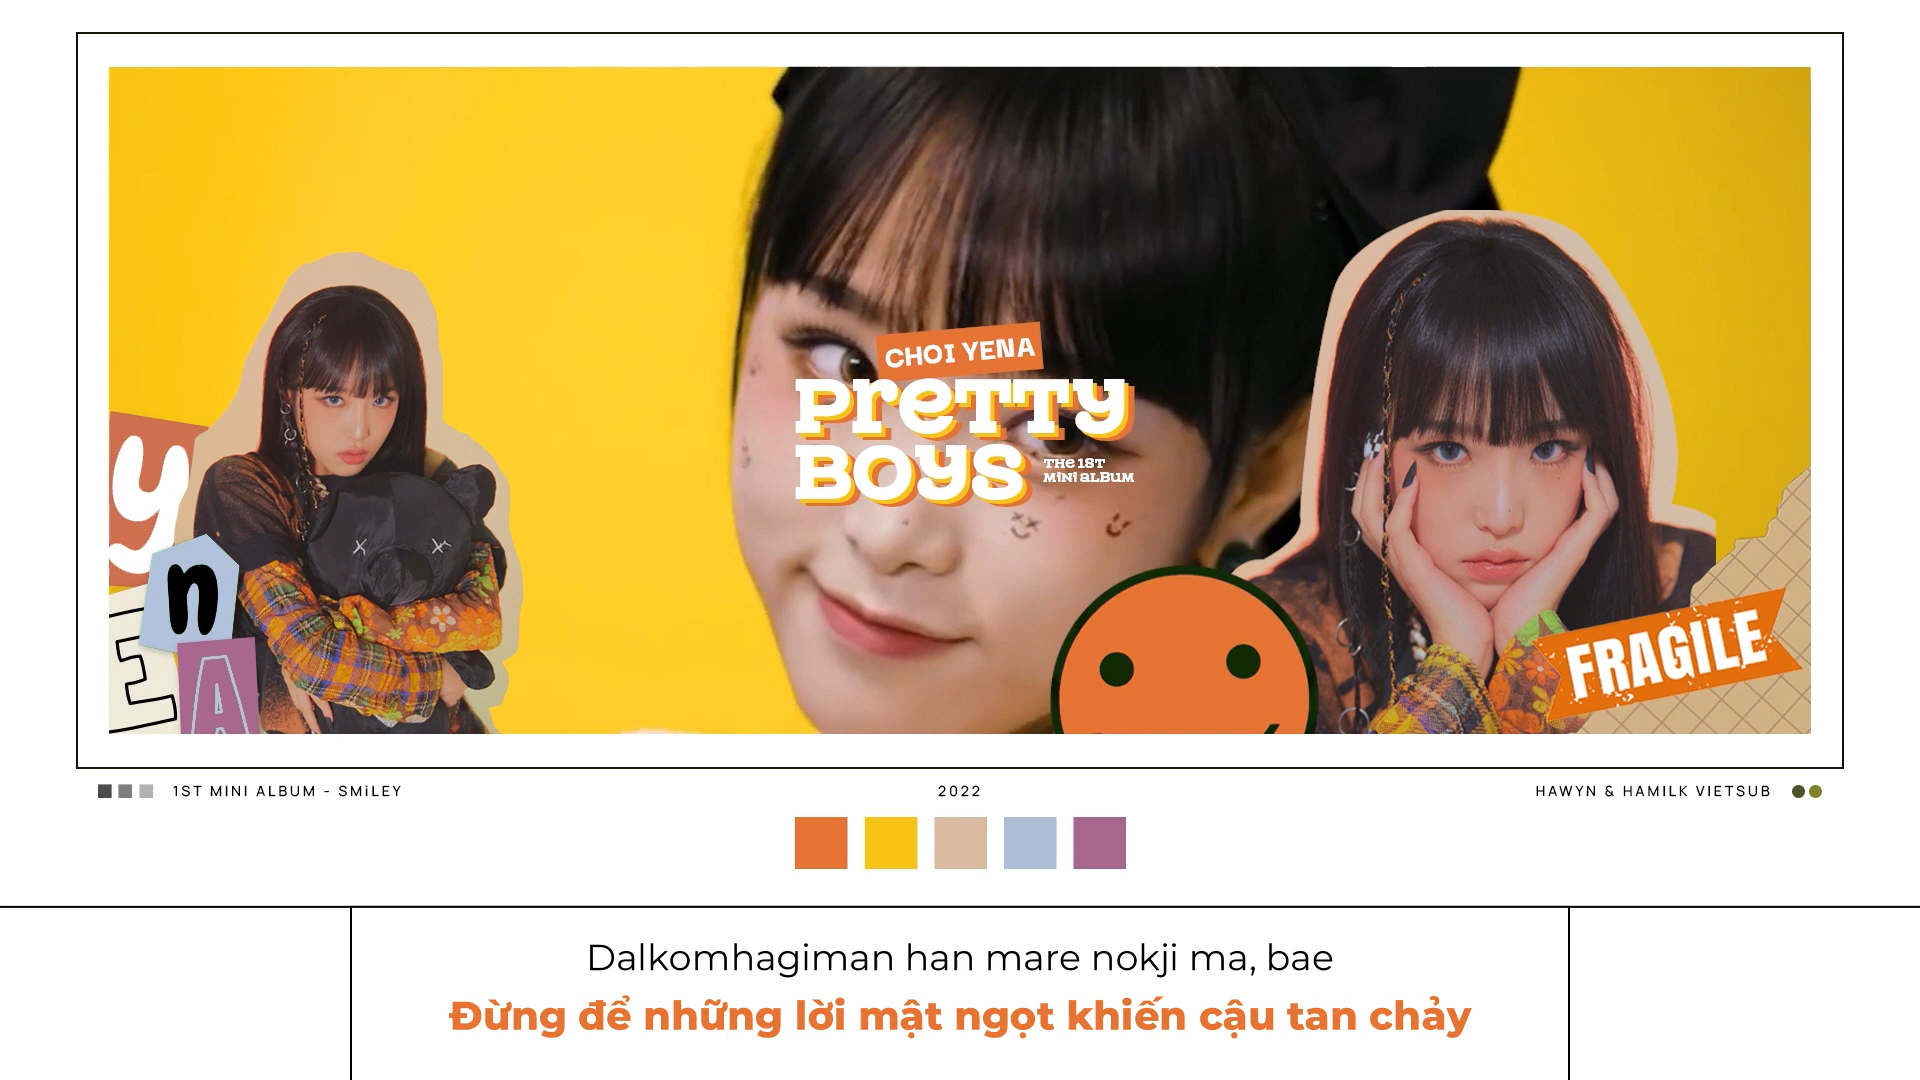 CHOI YENA
PreTTy
BOyS
THe 1ST
MiNi aLBuM
y
n
E
A
FRAGILE
1ST MINI ALBUM - SMiLEY
2022
HAWYN & HAMILK VIETSUB
Dalkomhagiman han mare nokji ma, bae
Đừng để những lời mật ngọt khiến cậu tan chảy